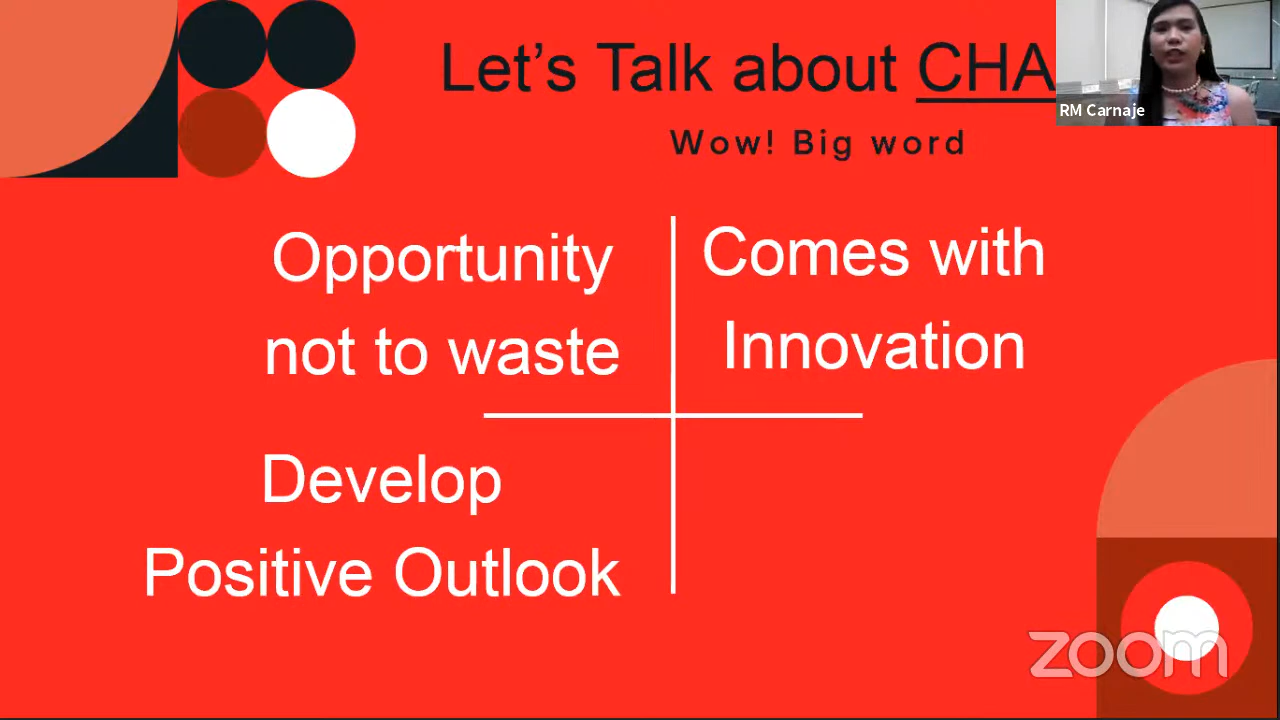 Let's Talk about CHA
RM Carnaje
Wow! Big word
Opportunity
not to waste
Comes with
Innovation
Develop
Positive Outlook
zoom